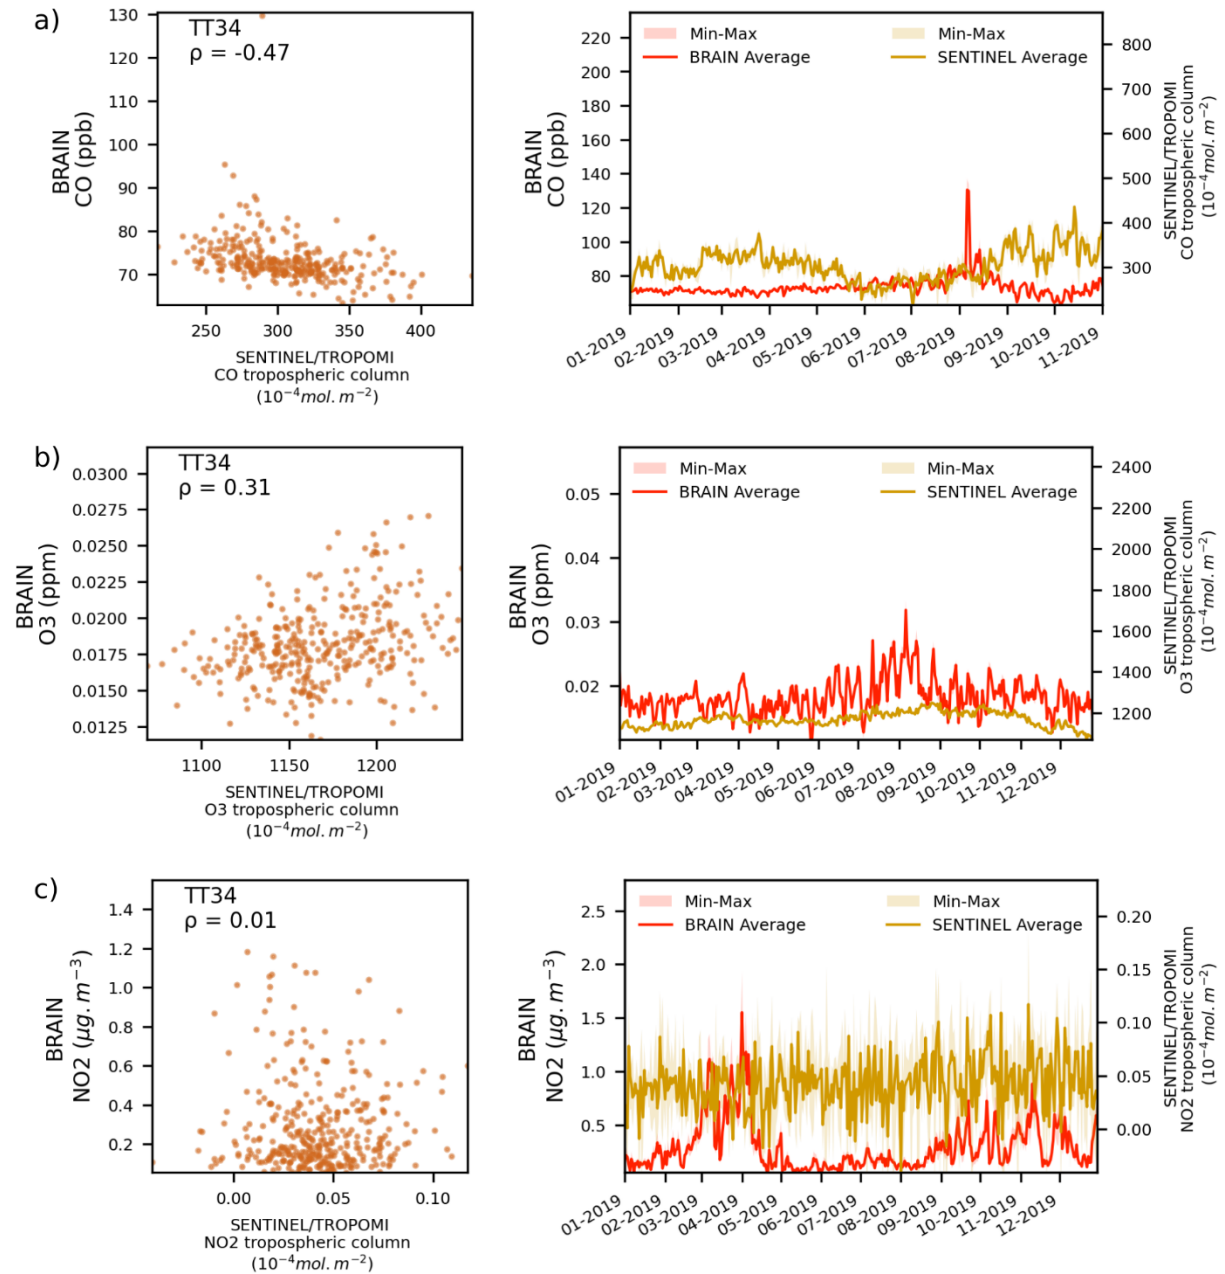 a)
TT34
ρ = -0.47
130
120
110
100
90
80
70
BRAIN
CO (ppb)
250
300
350
400
SENTINEL/TROPOMI
CO tropospheric column
(10⁻⁴mol.m⁻²)
Min-Max
BRAIN Average
Min-Max
SENTINEL Average
220
200
180
160
140
120
100
80
BRAIN
CO (ppb)
800
700
600
500
400
300
SENTINEL/TROPOMI
CO tropospheric column
(10⁻⁴mol.m⁻²)
01-2019
02-2019
03-2019
04-2019
05-2019
06-2019
07-2019
08-2019
09-2019
10-2019
11-2019
b)
TT34
ρ = 0.31
0.0300
0.0275
0.0250
0.0225
0.0200
0.0175
0.0150
0.0125
BRAIN
O3 (ppm)
1100
1150
1200
SENTINEL/TROPOMI
O3 tropospheric column
(10⁻⁴mol.m⁻²)
Min-Max
BRAIN Average
Min-Max
SENTINEL Average
0.05
0.04
0.03
0.02
BRAIN
O3 (ppm)
2400
2200
2000
1800
1600
1400
1200
SENTINEL/TROPOMI
O3 tropospheric column
(10⁻⁴mol.m⁻²)
01-2019
02-2019
03-2019
04-2019
05-2019
06-2019
07-2019
08-2019
09-2019
10-2019
11-2019
12-2019
c)
TT34
ρ = 0.01
1.4
1.2
1.0
0.8
0.6
0.4
0.2
BRAIN
NO2 (μg.m⁻³)
0.00
0.05
0.10
SENTINEL/TROPOMI
NO2 tropospheric column
(10⁻⁴mol.m⁻²)
Min-Max
BRAIN Average
Min-Max
SENTINEL Average
2.5
2.0
1.5
1.0
0.5
BRAIN
NO2 (μg.m⁻³)
0.20
0.15
0.10
0.05
0.00
SENTINEL/TROPOMI
NO2 tropospheric column
(10⁻⁴mol.m⁻²)
01-2019
02-2019
03-2019
04-2019
05-2019
06-2019
07-2019
08-2019
09-2019
10-2019
11-2019
12-2019